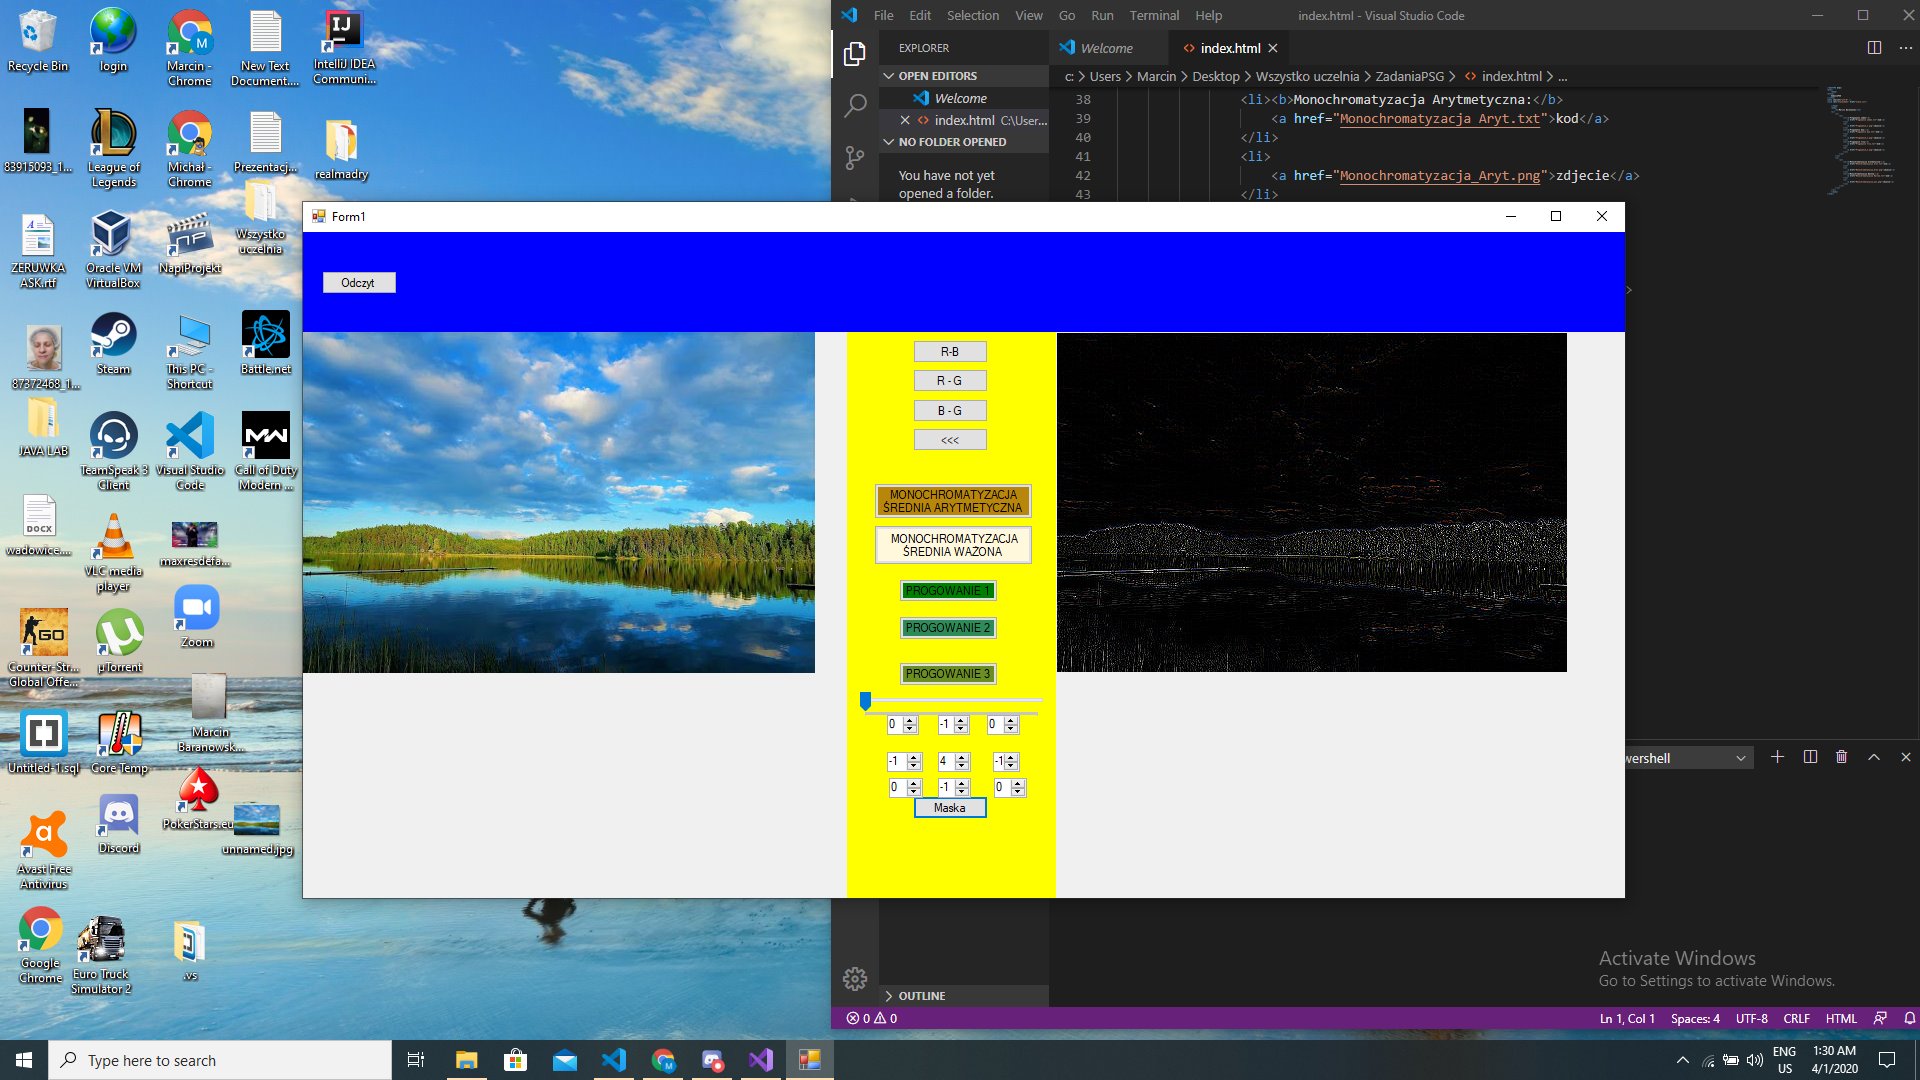 Recycle Bin
login
Marcin -
Chrome
New Text
Document....
IntelliJ IDEA
Communi...
83915093_1...
League of
Legends
Michał -
Chrome
Prezentacj...
realmadry
ZERUWKA
ASK.rtf
Oracle VM
VirtualBox
NapiProjekt
Wszystko
uczelnia
87372468_1...
Steam
This PC -
Shortcut
Battle.net
JAVA LAB
TeamSpeak 3
Client
Visual Studio
Code
Call of Duty
Modern ...
DOCX
wadowice....
VLC media
player
maxresdefa...
Counter-Str...
Global Offe...
µTorrent
Zoom
Untitled-1.sql
Core Temp
Marcin
Baranowsk...
Avast Free
Antivirus
Discord
PokerStars.eu
unnamed.jpg
Google
Chrome
Euro Truck
Simulator 2
.vs
File Edit Selection View Go Run Terminal Help
index.html - Visual Studio Code
EXPLORER
Welcome
<> index.html
OPEN EDITORS
Welcome
<> index.html C:\User...
NO FOLDER OPENED
You have not yet
opened a folder.
c: > Users > Marcin > Desktop > Wszystko uczelnia > ZadaniaPSG > <> index.html > ...
38 <li><b>Monochromatyzacja Arytmetyczna:</b>
39 <a href="Monochromatyzacja Aryt.txt">kod</a>
40 </li>
41 <li>
42 <a href="Monochromatyzacja_Aryt.png">zdjecie</a>
43 </li>
Form1
Odczyt
R-B
R - G
B - G
<<<
MONOCHROMATYZACJA
ŚREDNIA ARYTMETYCZNA
MONOCHROMATYZACJA
ŚREDNIA WAŻONA
PROGOWANIE 1
PROGOWANIE 2
PROGOWANIE 3
0 -1 0
-1 4 -1
0 -1 0
Maska
wershell
Activate Windows
Go to Settings to activate Windows.
OUTLINE
0 0
Ln 1, Col 1 Spaces: 4 UTF-8 CRLF HTML
Type here to search
ENG
US
1:30 AM
4/1/2020